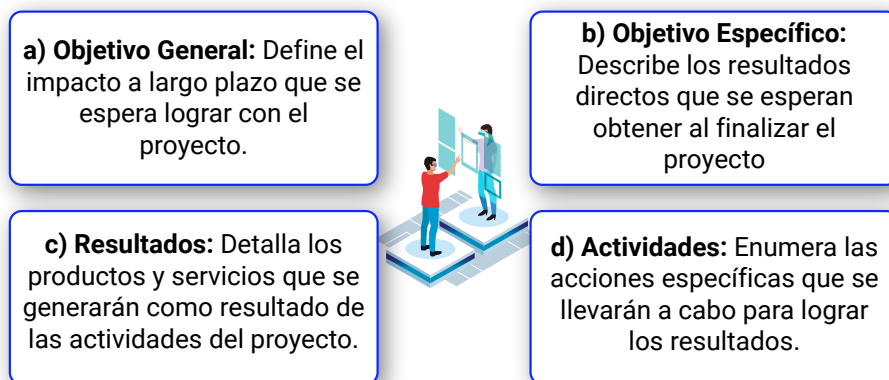 a) Objetivo General: Define el
impacto a largo plazo que se
espera lograr con el
proyecto.
b) Objetivo Específico:
Describe los resultados
directos que se esperan
obtener al finalizar el
proyecto
c) Resultados: Detalla los
productos y servicios que se
generarán como resultado de
las actividades del proyecto.
d) Actividades: Enumera las
acciones específicas que se
llevarán a cabo para lograr
los resultados.